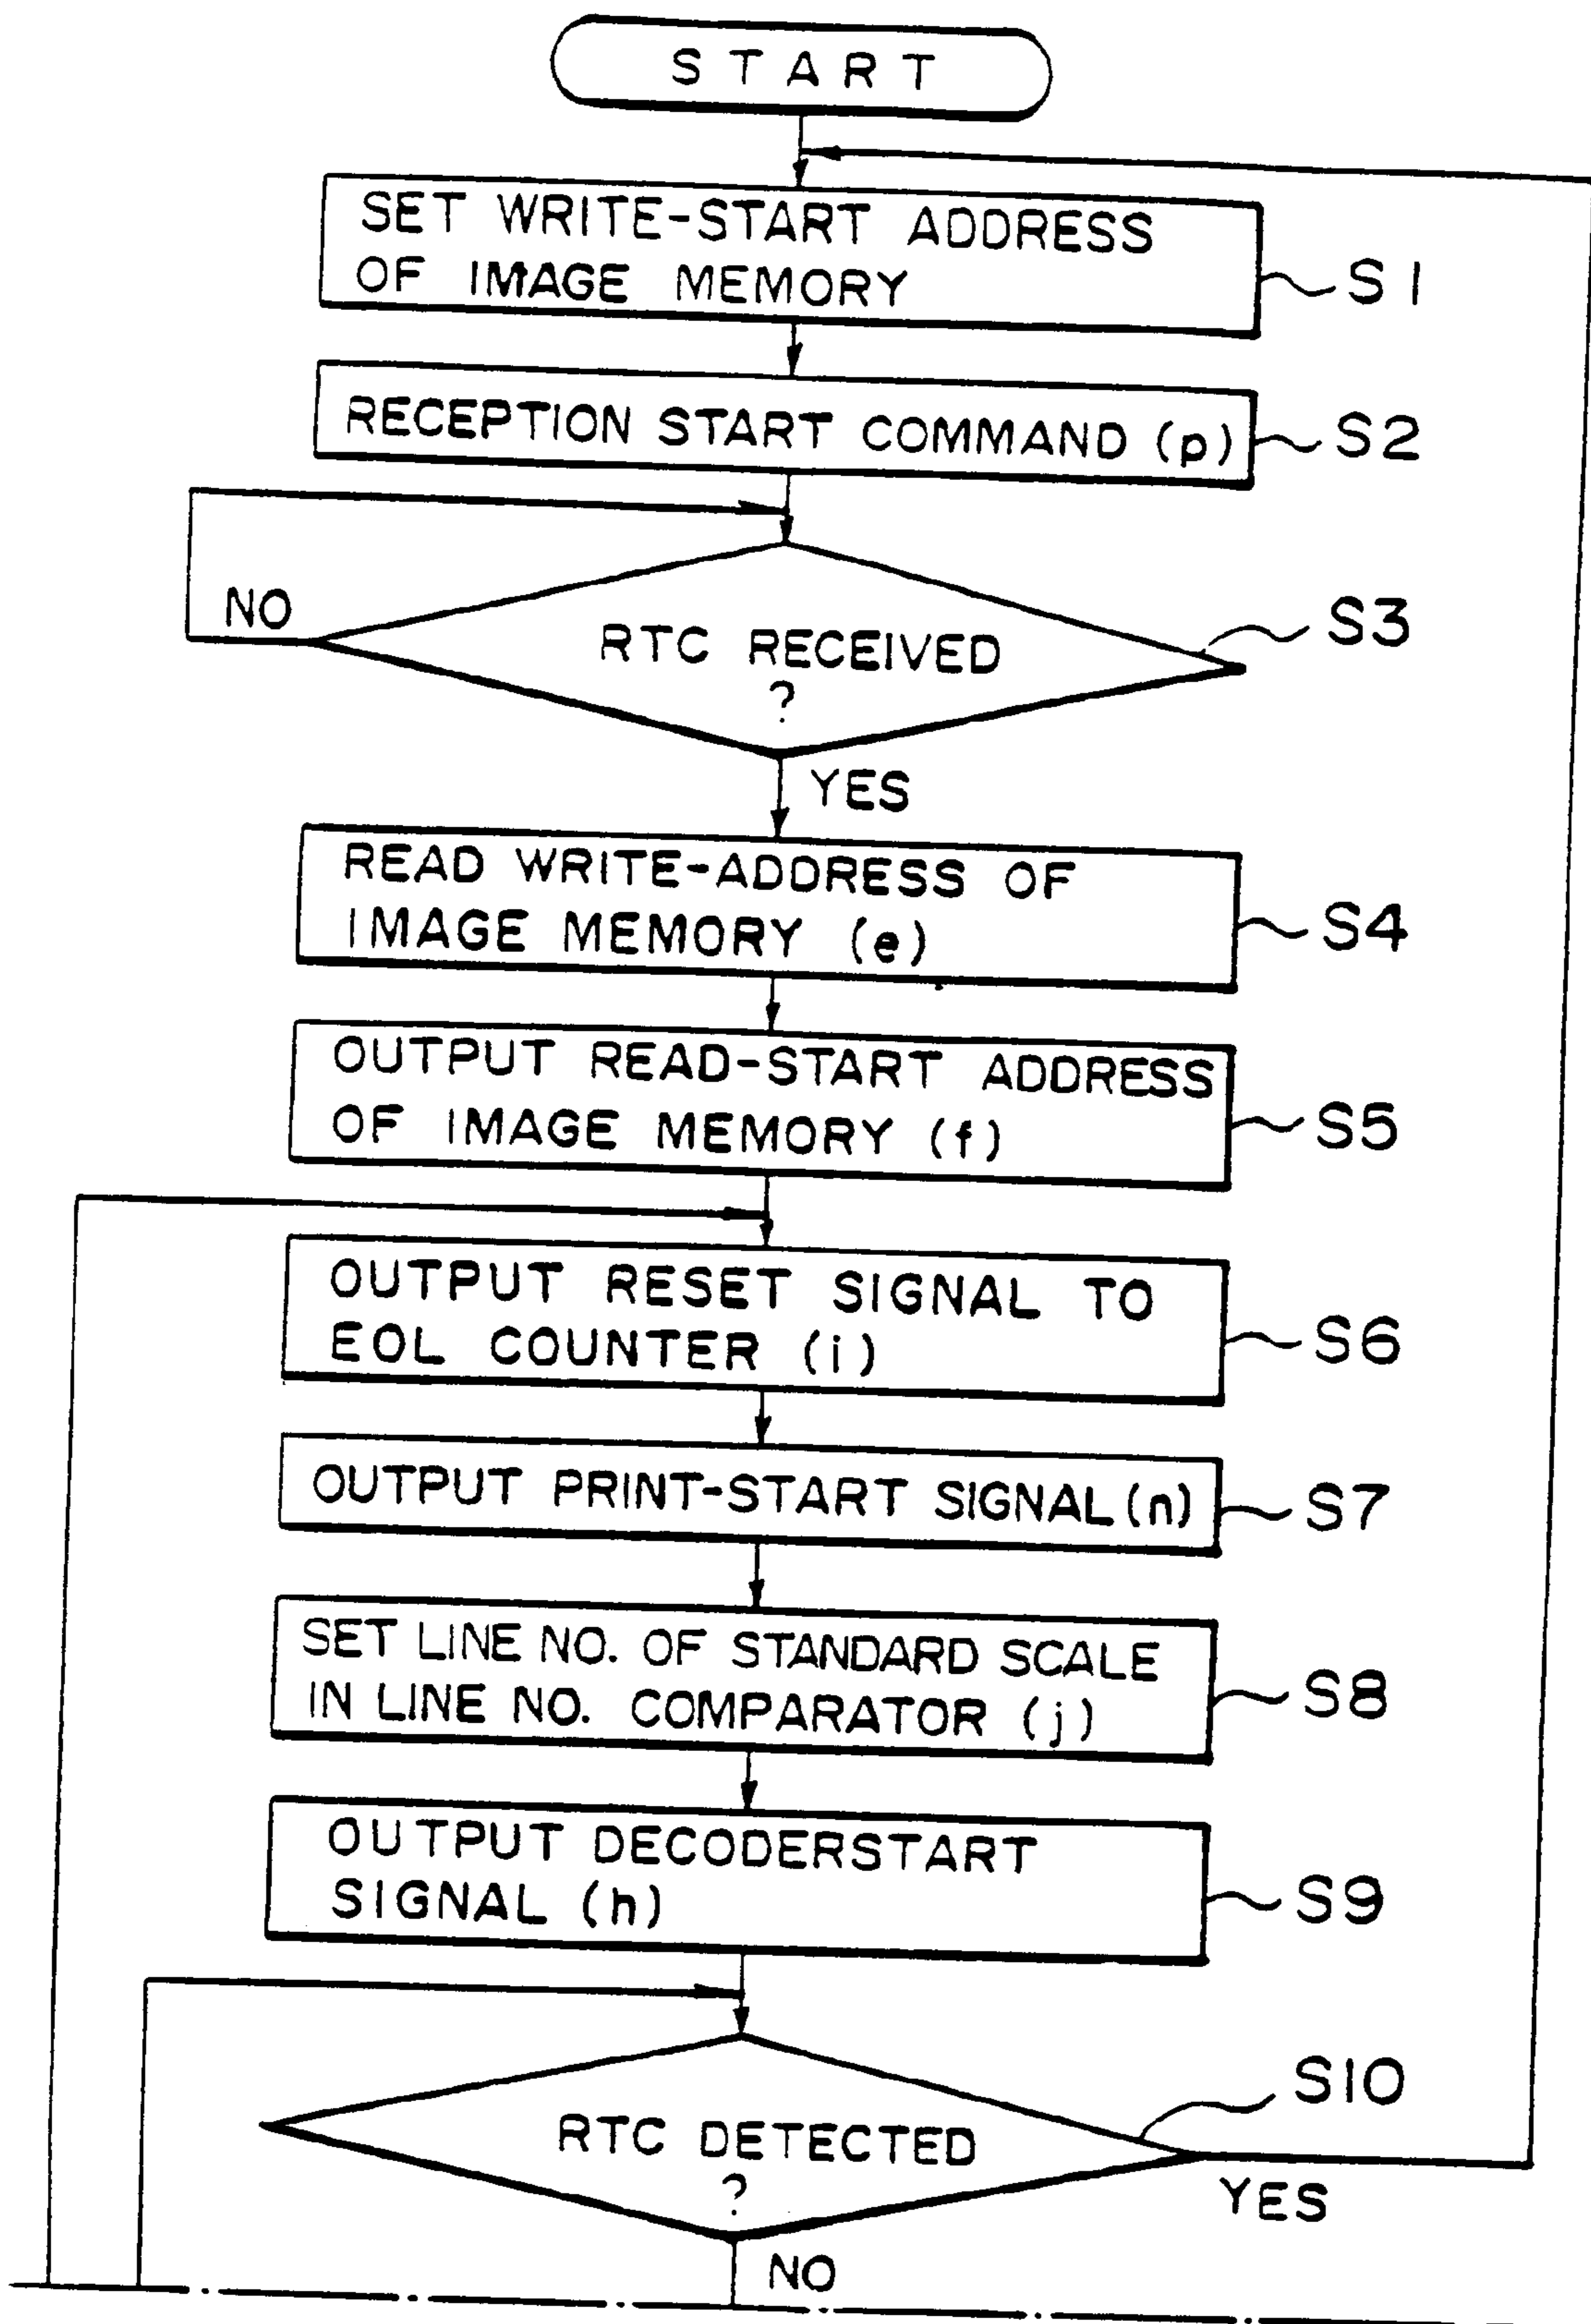 START
SET WRITE-START ADDRESS
OF IMAGE MEMORY
S1
RECEPTION START COMMAND (p)
S2
NO
RTC RECEIVED
?
S3
YES
READ WRITE-ADDRESS OF
IMAGE MEMORY (e)
S4
OUTPUT READ-START ADDRESS
OF IMAGE MEMORY (f)
S5
OUTPUT RESET SIGNAL TO
EOL COUNTER (i)
S6
OUTPUT PRINT-START SIGNAL(n)
S7
SET LINE NO. OF STANDARD SCALE
IN LINE NO. COMPARATOR (j)
S8
OUTPUT DECODERSTART
SIGNAL (h)
S9
RTC DETECTED
?
S10
YES
NO